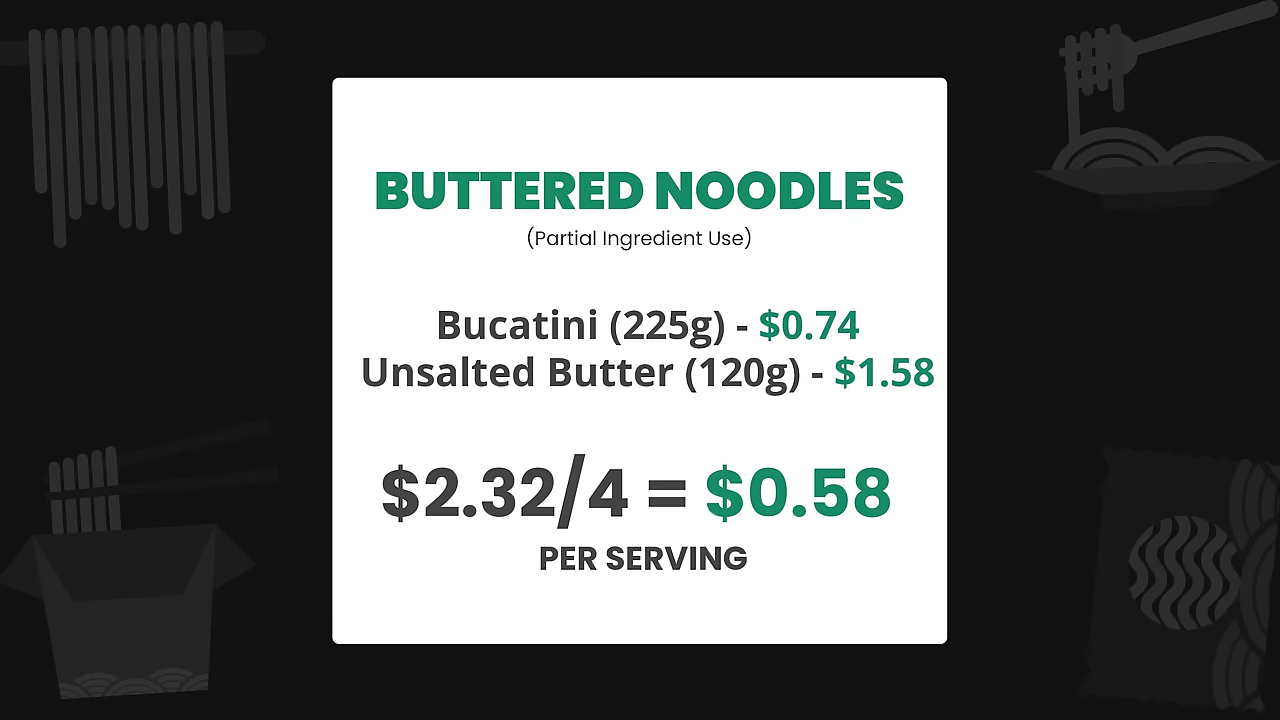 BUTTERED NOODLES
(Partial Ingredient Use)
Bucatini (225g) - $0.74
Unsalted Butter (120g) - $1.58
$2.32/4 = $0.58
PER SERVING